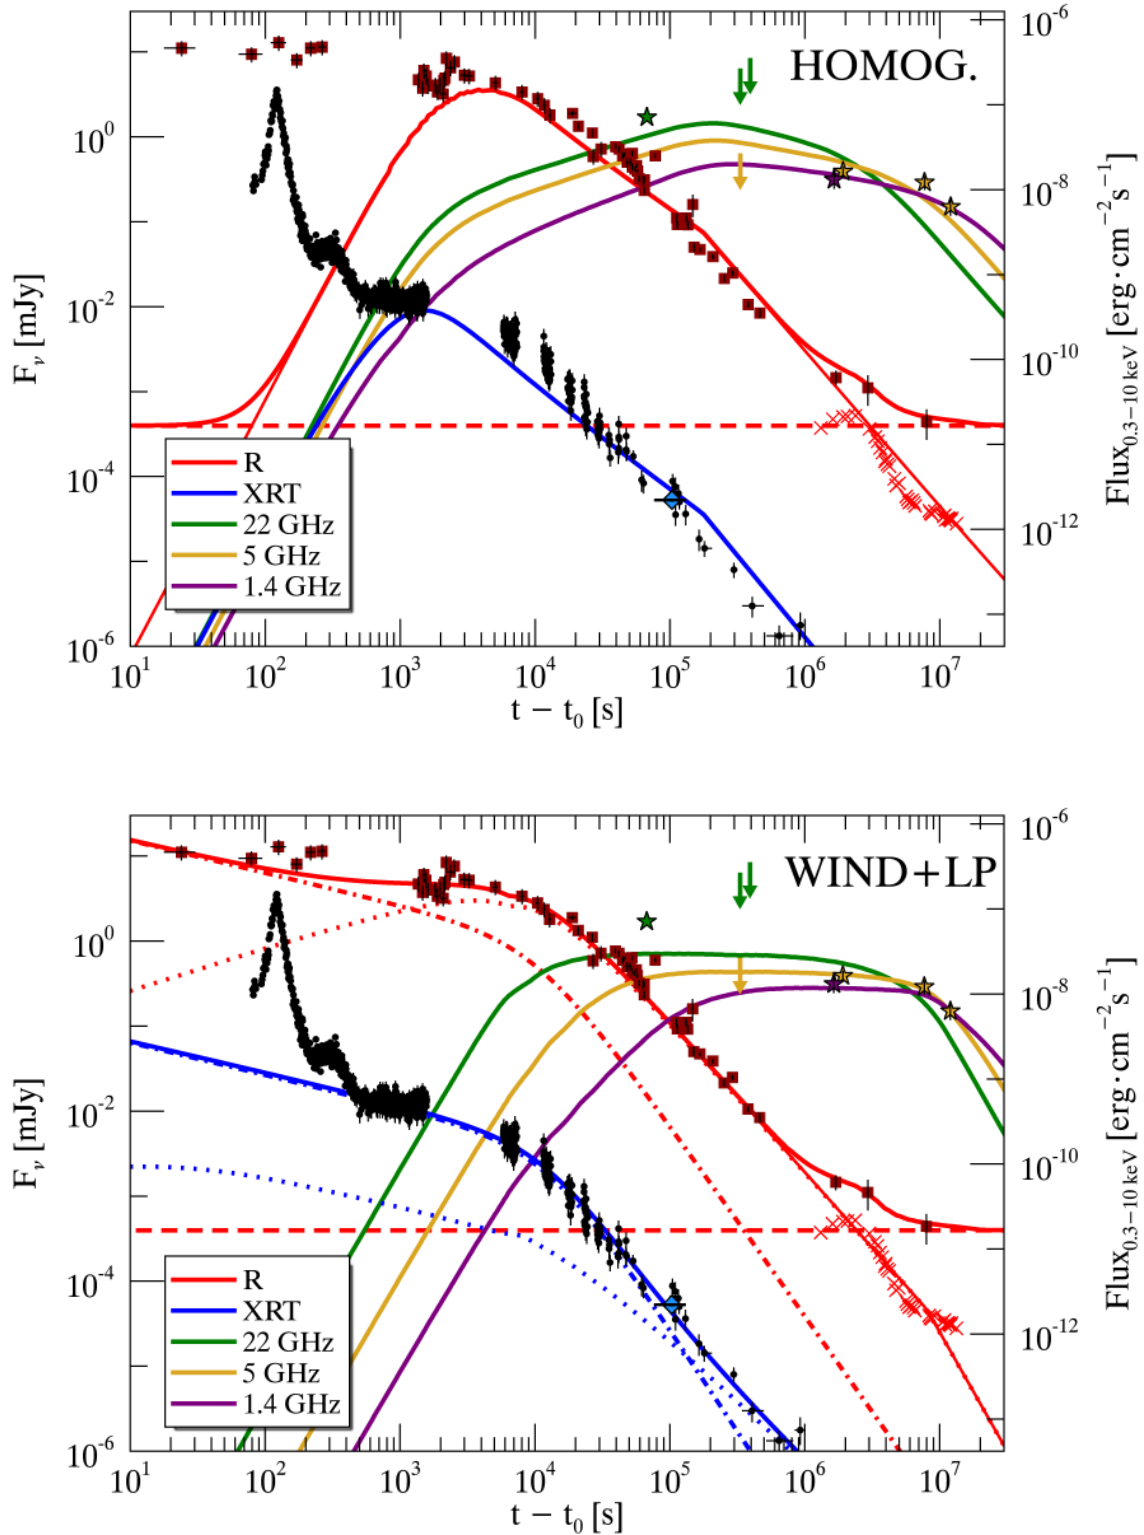 HOMOG.
10^0
10^-2
10^-4
10^-6
F_ν [mJy]
10^-6
10^-8
10^-10
10^-12
Flux_0.3−10 keV [erg·cm^−2 s^−1]
R
XRT
22 GHz
5 GHz
1.4 GHz
10^1 10^2 10^3 10^4 10^5 10^6 10^7
t − t_0 [s]
WIND+LP
10^0
10^-2
10^-4
10^-6
F_ν [mJy]
10^-6
10^-8
10^-10
10^-12
Flux_0.3−10 keV [erg·cm^−2 s^−1]
R
XRT
22 GHz
5 GHz
1.4 GHz
10^1 10^2 10^3 10^4 10^5 10^6 10^7
t − t_0 [s]